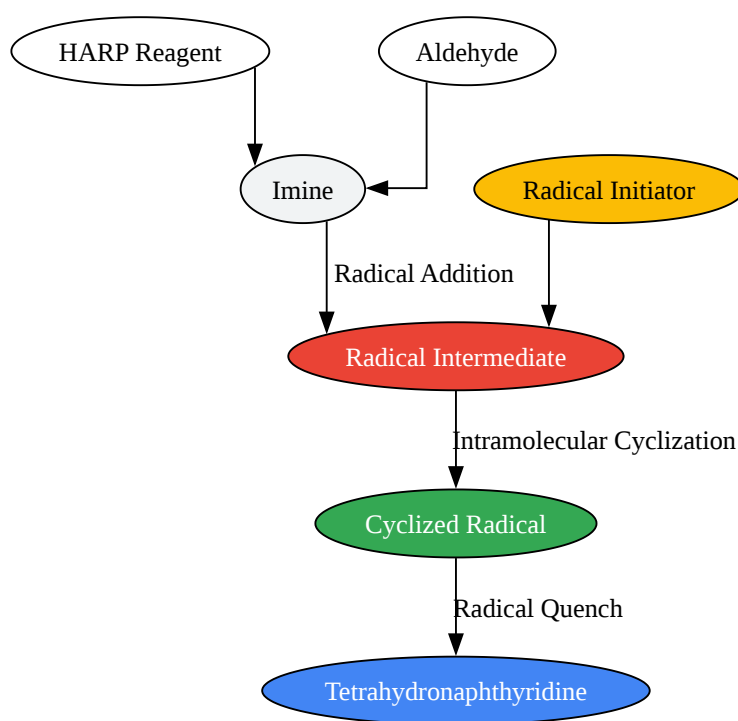 HARP Reagent
Aldehyde
Imine
Radical Initiator
Radical Addition
Radical Intermediate
Intramolecular Cyclization
Cyclized Radical
Radical Quench
Tetrahydronaphthyridine